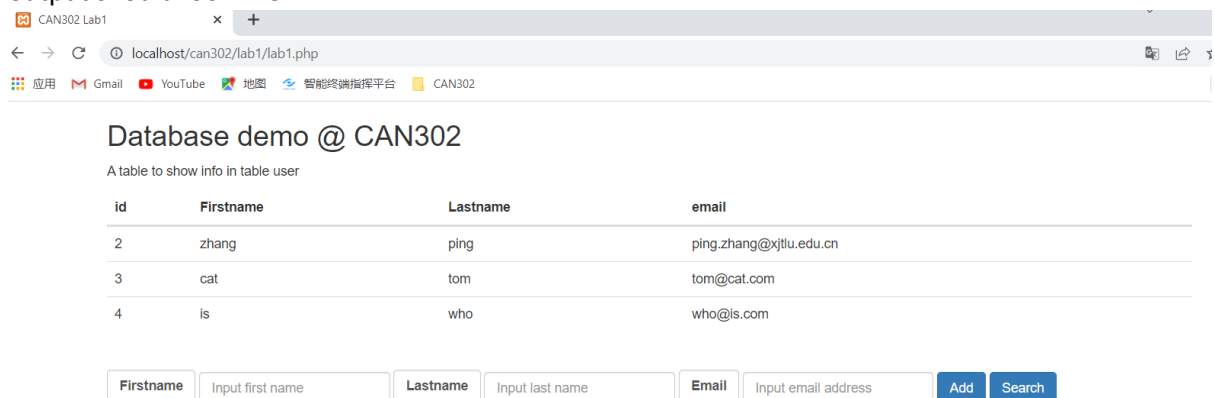 CAN302 Lab1
localhost/can302/lab1/lab1.php
应用 Gmail YouTube 地图 智能终端指挥平台 CAN302
Database demo @ CAN302
A table to show info in table user
id Firstname Lastname email
2 zhang ping ping.zhang@xjtlu.edu.cn
3 cat tom tom@cat.com
4 is who who@is.com
Firstname Input first name Lastname Input last name Email Input email address Add Search